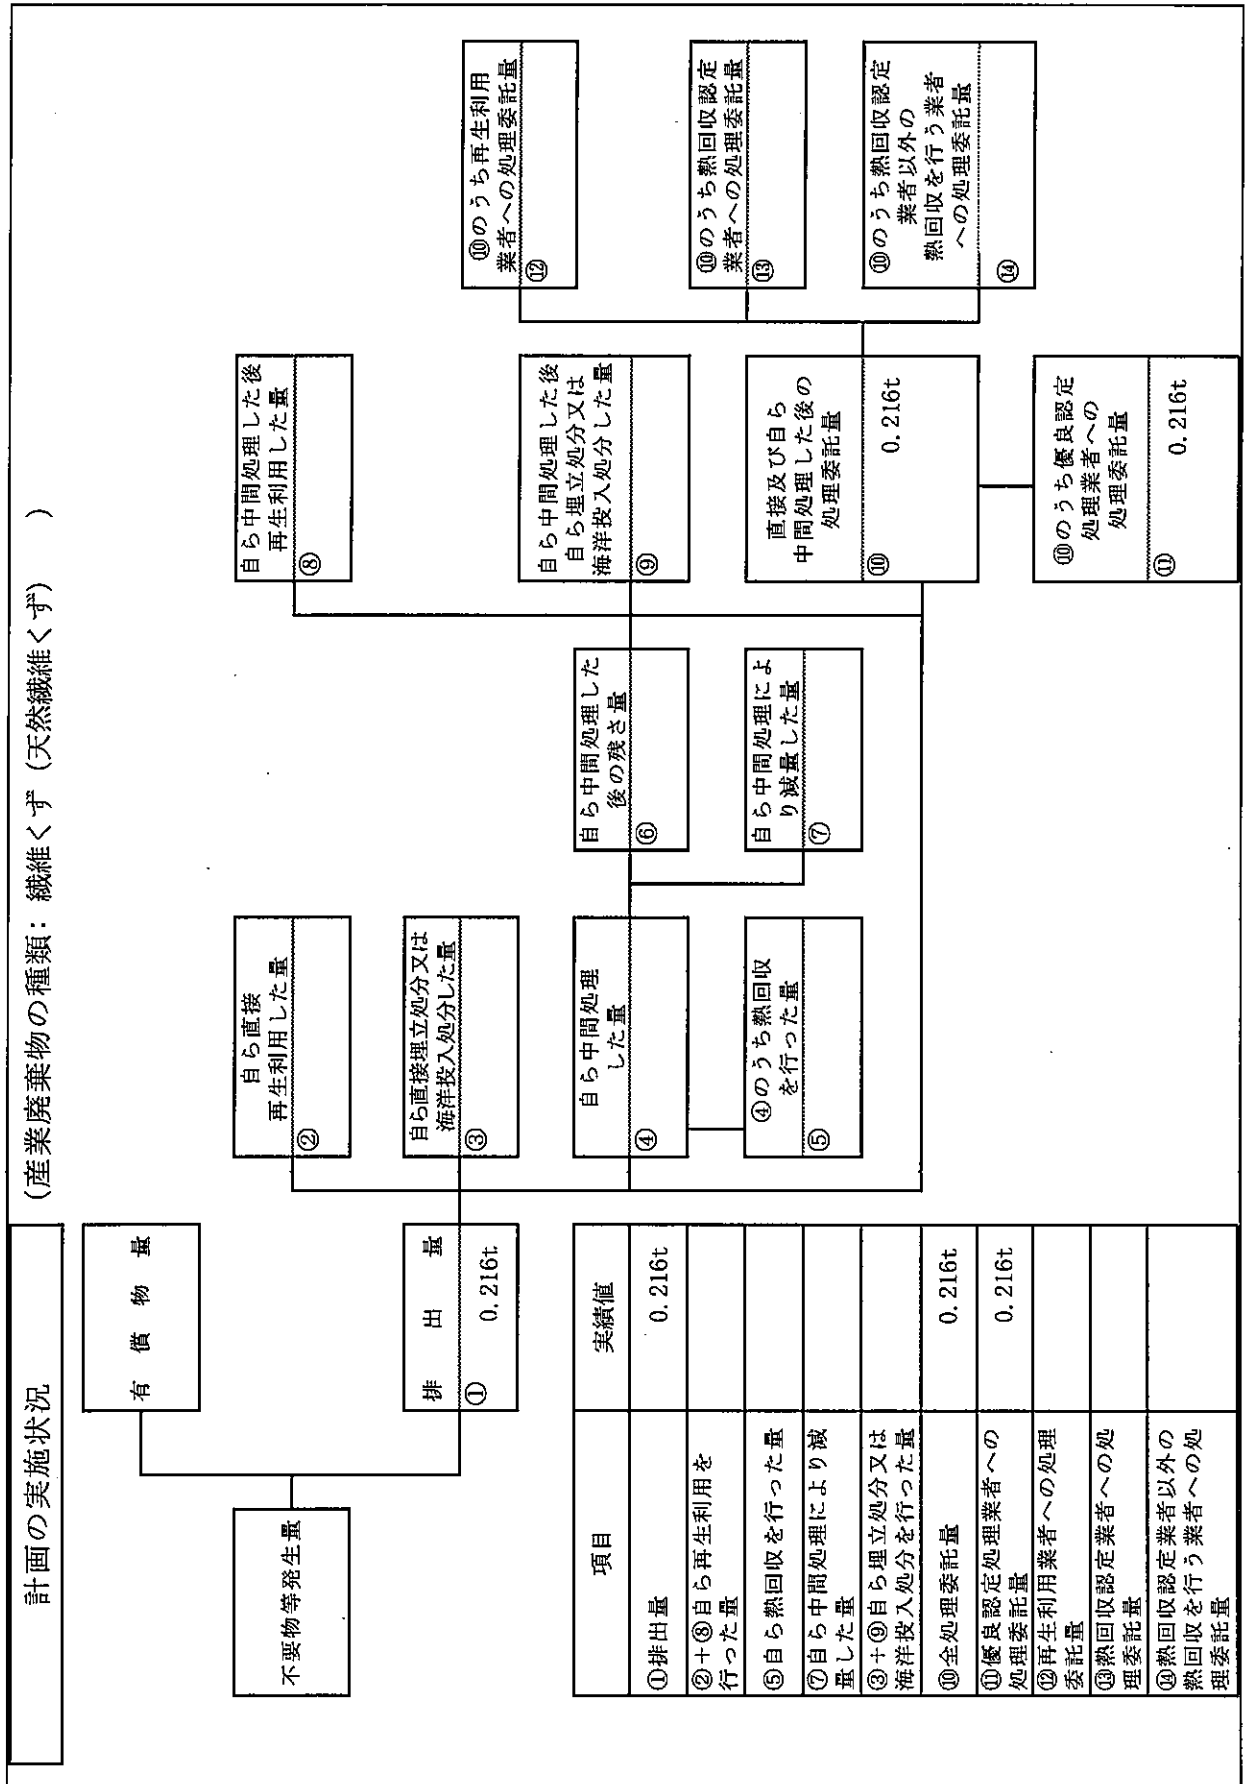 計画の実施状況
(産業廃棄物の種類: 繊維くず (天然繊維くず) )
不要物等発生量
有償物量
排出量
①
0.216t
自ら直接
再生利用した量
②
自ら直接埋立処分又は
海洋投入処分した量
③
自ら中間処理
した量
④
④のうち熱回収
を行った量
⑤
自ら中間処理した
後の残さ量
⑥
自ら中間処理によ
り減量した量
⑦
自ら中間処理した後
再生利用した量
⑧
自ら中間処理した後
自ら埋立処分又は
海洋投入処分した量
⑨
直接及び自ら
中間処理した後の
処理委託量
⑩
0.216t
⑩のうち優良認定
処理業者への
処理委託量
⑪
0.216t
⑩のうち再生利用
業者への処理委託量
⑫
⑩のうち熱回収認定
業者への処理委託量
⑬
⑩のうち熱回収認定
業者以外の
熱回収を行う業者
への処理委託量
⑭
項目 実績値
①排出量 0.216t
②+⑧自ら再生利用を
行った量
⑤自ら熱回収を行った量
⑦自ら中間処理により減
量した量
③+⑨自ら埋立処分又は
海洋投入処分を行った量
⑩全処理委託量 0.216t
⑪優良認定処理業者への
処理委託量 0.216t
⑫再生利用業者への処理
委託量
⑬熱回収認定業者への処
理委託量
⑭熱回収認定業者以外の
熱回収を行う業者への処
理委託量